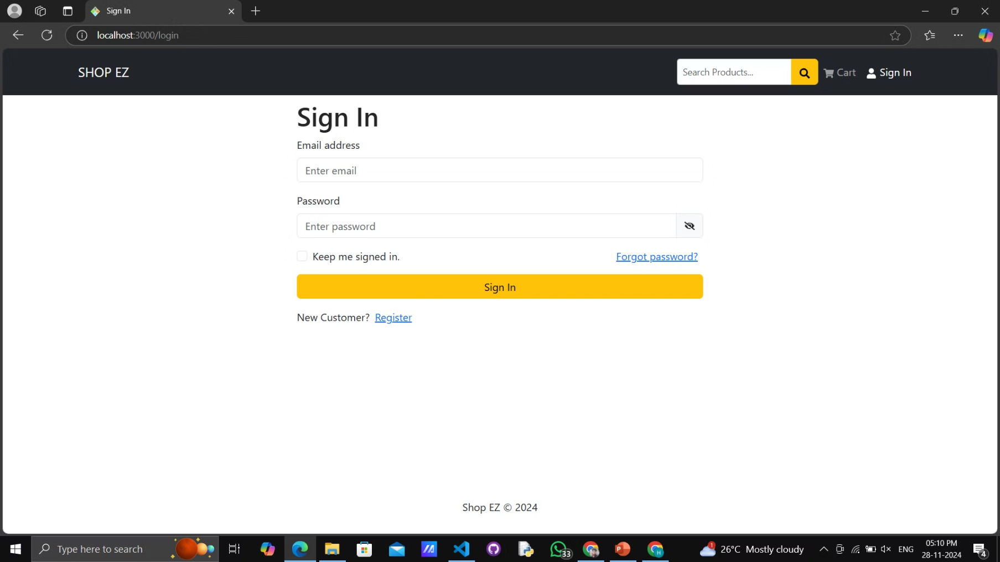 Sign In
localhost:3000/login
SHOP EZ
Search Products...
Cart
Sign In
Sign In
Email address
Enter email
Password
Enter password
Keep me signed in.
Forgot password?
Sign In
New Customer? Register
Shop EZ © 2024
Type here to search
33
P
H
1
26°C Mostly cloudy
ENG
05:10 PM
28-11-2024
4